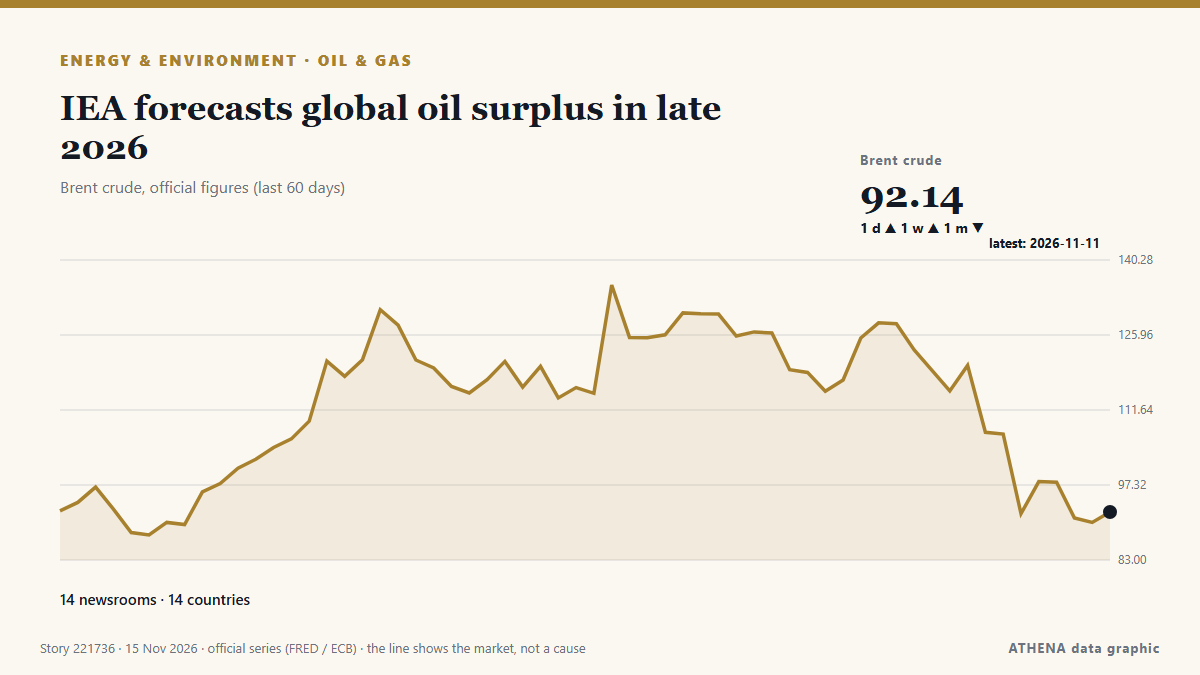 ENERGY & ENVIRONMENT · OIL & GAS
IEA forecasts global oil surplus in late
2026
Brent crude, official figures (last 60 days)
Brent crude
92.14
1 d ▲ 1 w ▲ 1 m ▼
latest: 2026-11-11
140.28
125.96
111.64
97.32
83.00
14 newsrooms · 14 countries
Story 221736 · 15 Nov 2026 · official series (FRED / ECB) · the line shows the market, not a cause
ATHENA data graphic